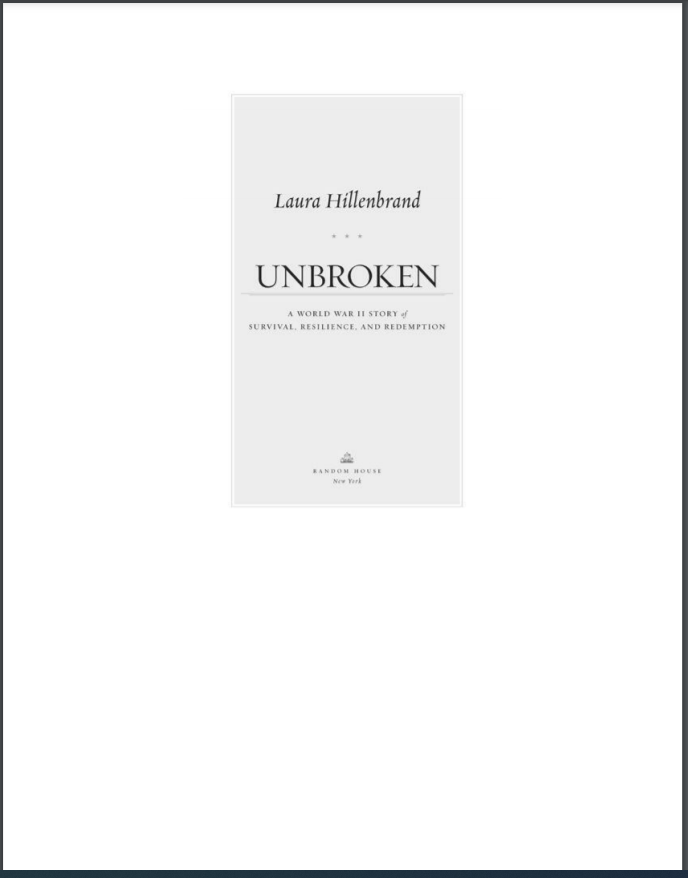 Laura Hillenbrand
* * *
UNBROKEN
A WORLD WAR II STORY of
SURVIVAL, RESILIENCE, AND REDEMPTION
RANDOM HOUSE
New York